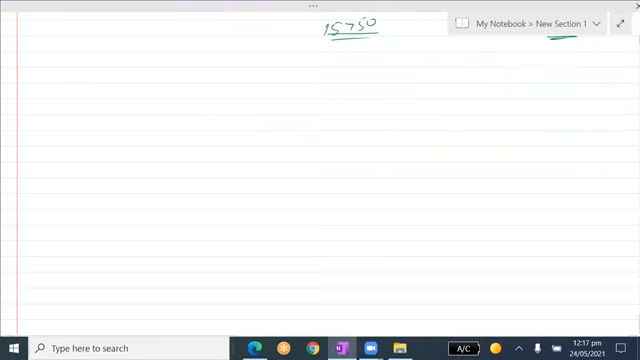 15750
My Notebook > New Section 1
Type here to search
A/C
12:17 pm
24/05/2021